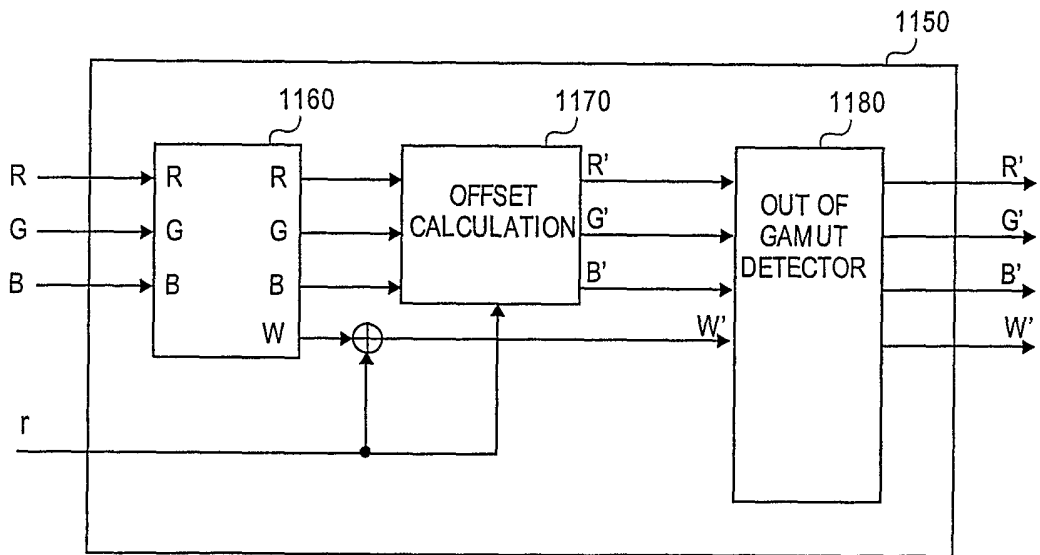 1150
1160
1170
1180
R R R R' R'
G G G OFFSET CALCULATION G' OUT OF GAMUT DETECTOR G'
B B B B' B'
W W' W'
r